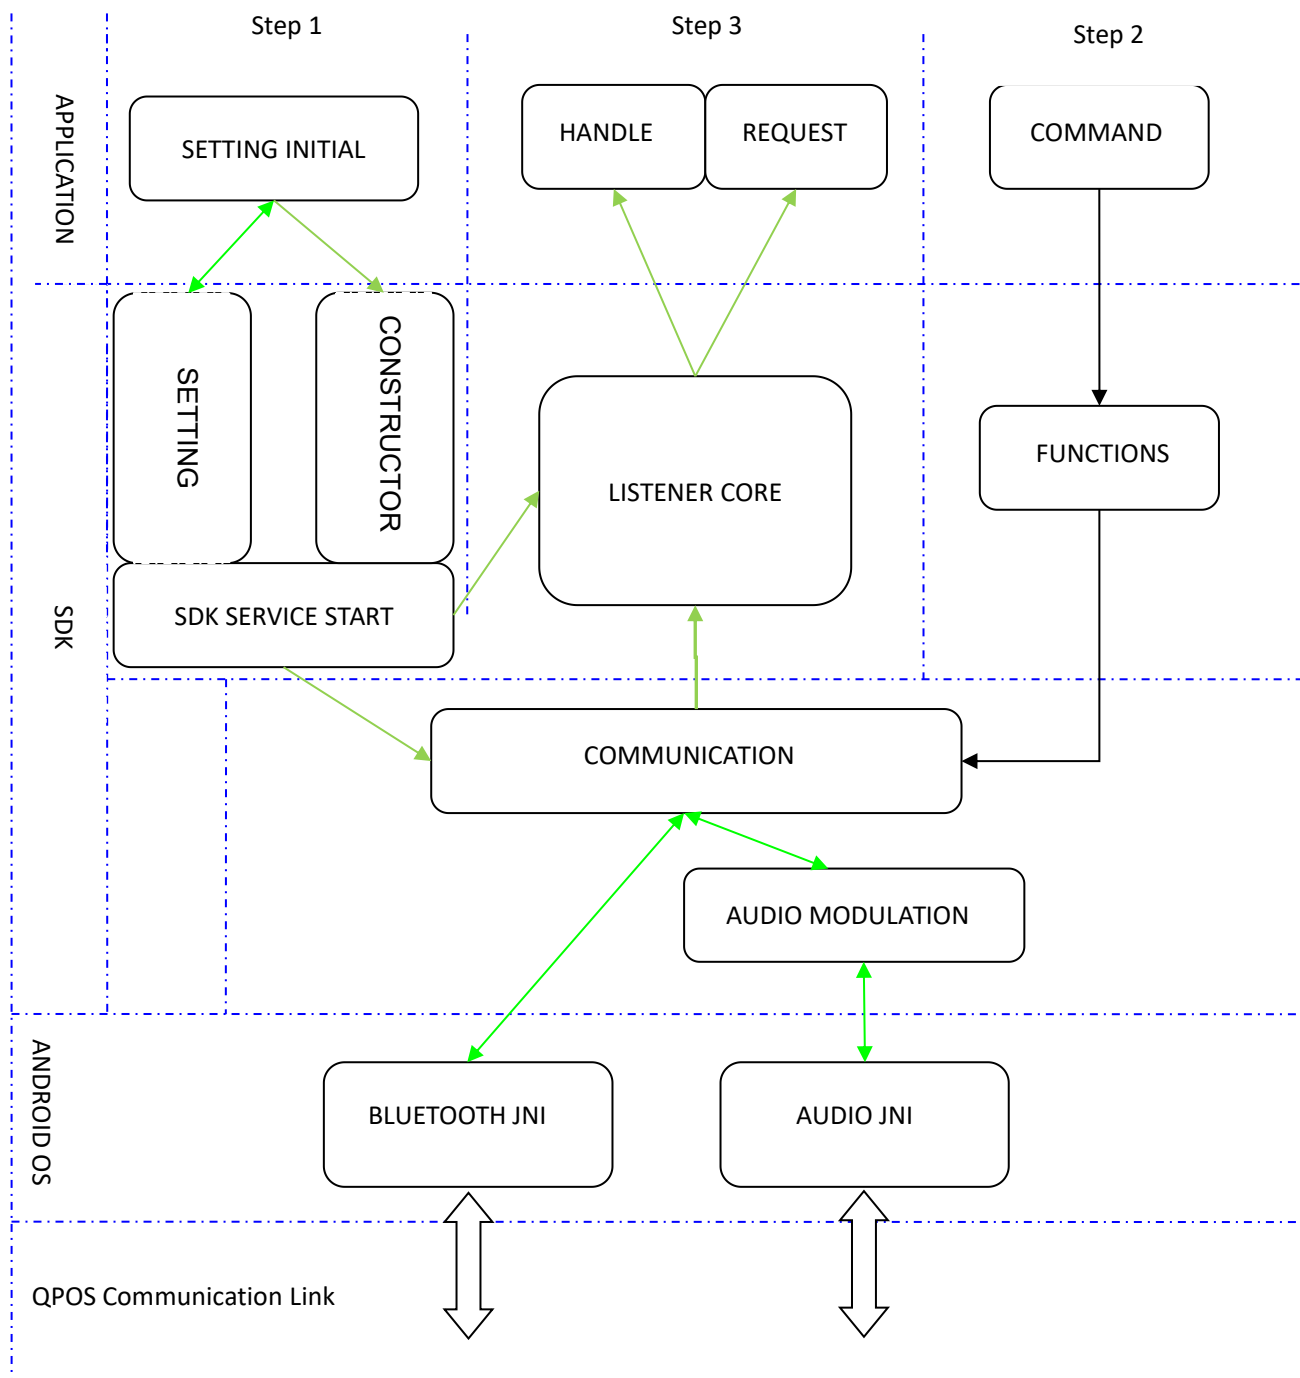 Step 1
Step 3
Step 2
APPLICATION
SETTING INITIAL
HANDLE
REQUEST
COMMAND
SETTING
CONSTRUCTOR
LISTENER CORE
FUNCTIONS
SDK
SDK SERVICE START
COMMUNICATION
AUDIO MODULATION
ANDROID OS
BLUETOOTH JNI
AUDIO JNI
QPOS Communication Link